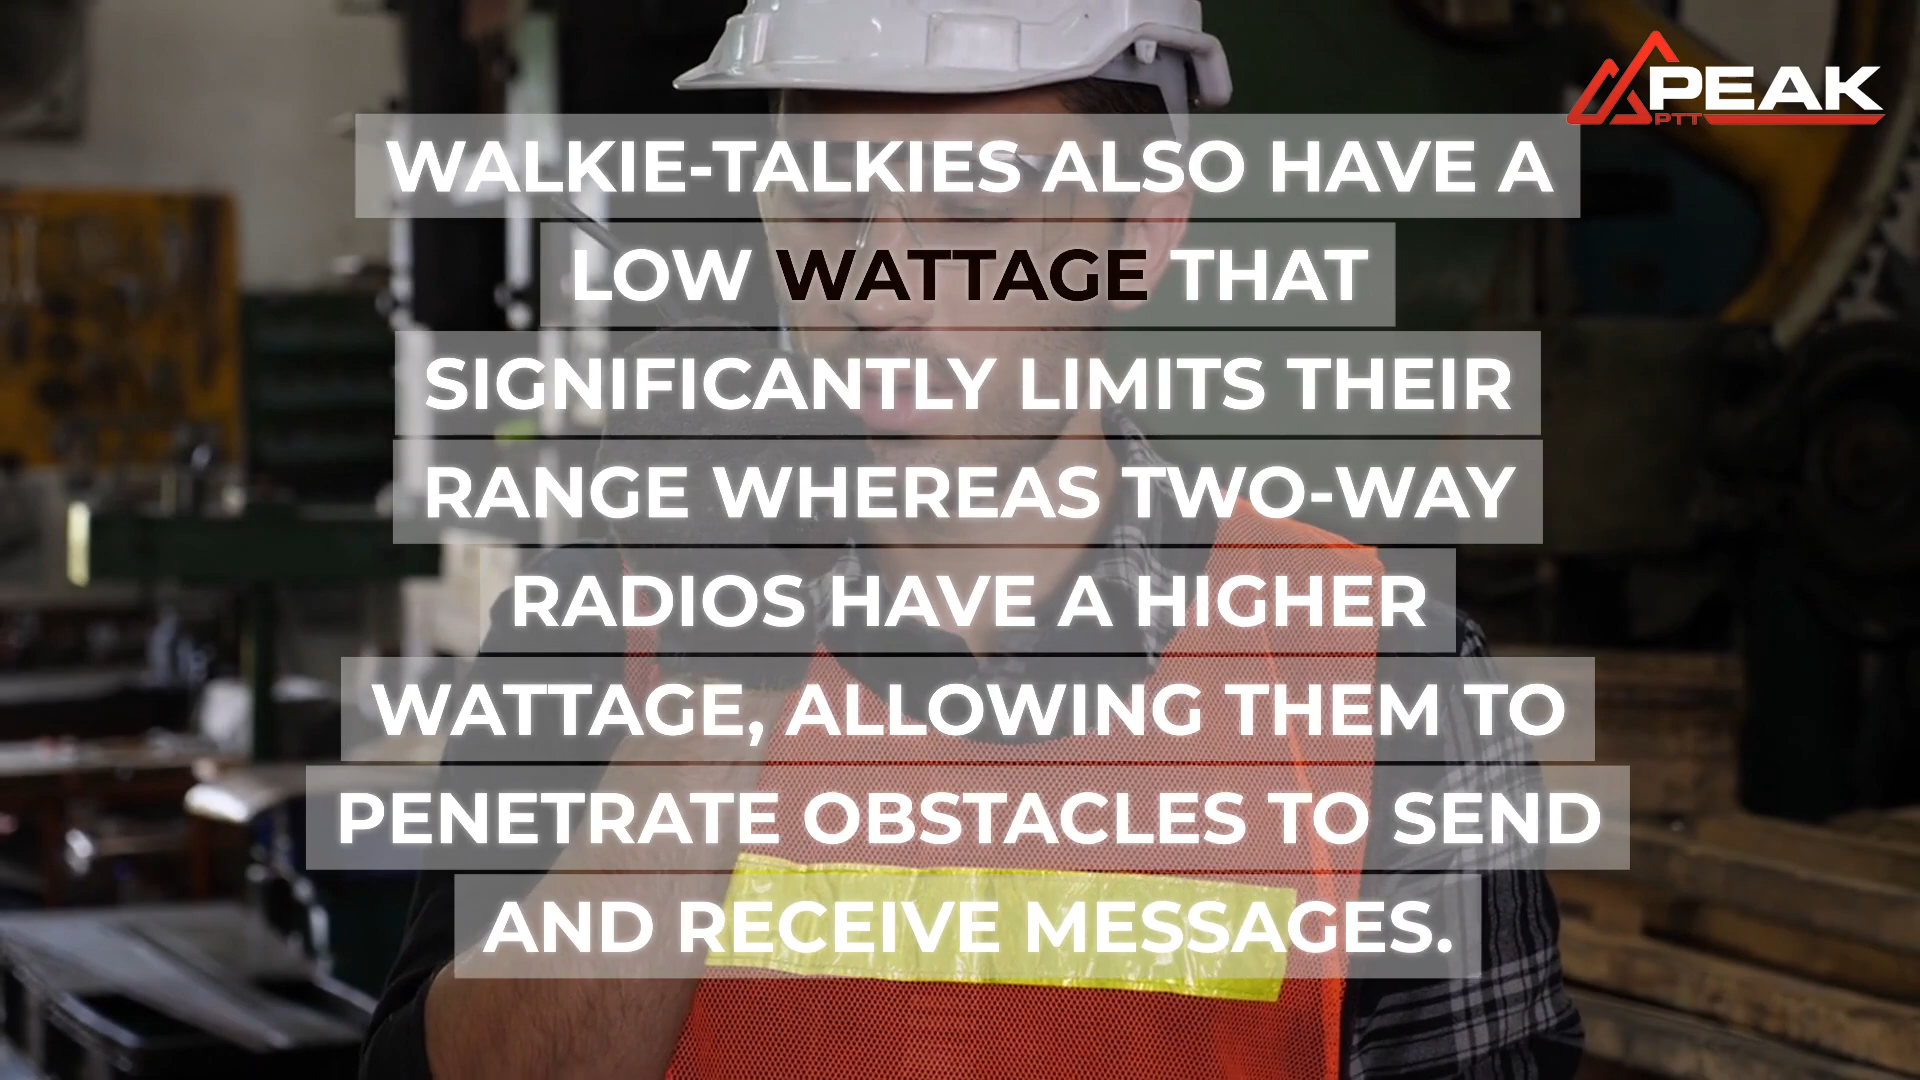 PEAK
PTT
WALKIE-TALKIES ALSO HAVE A
LOW WATTAGE THAT
SIGNIFICANTLY LIMITS THEIR
RANGE WHEREAS TWO-WAY
RADIOS HAVE A HIGHER
WATTAGE, ALLOWING THEM TO
PENETRATE OBSTACLES TO SEND
AND RECEIVE MESSAGES.